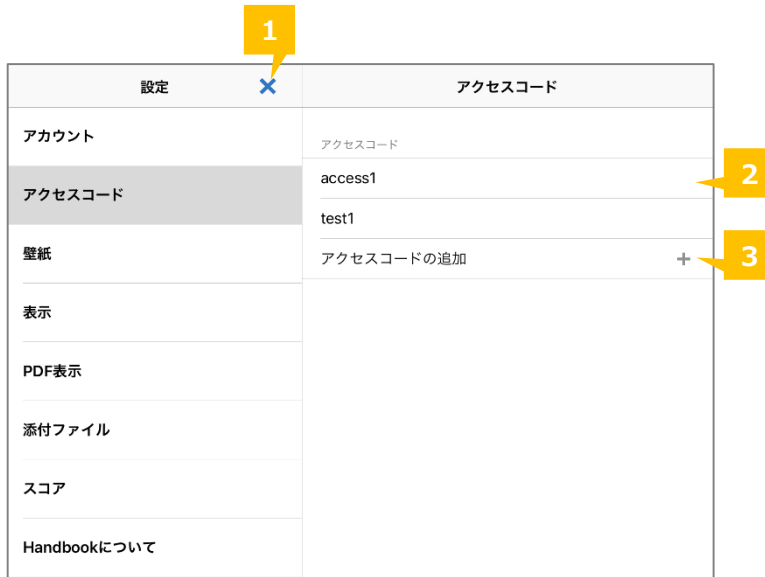 1
設定
アクセスコード
アカウント
アクセスコード
壁紙
表示
PDF表示
添付ファイル
スコア
Handbookについて
アクセスコード
access1
2
test1
アクセスコードの追加
3